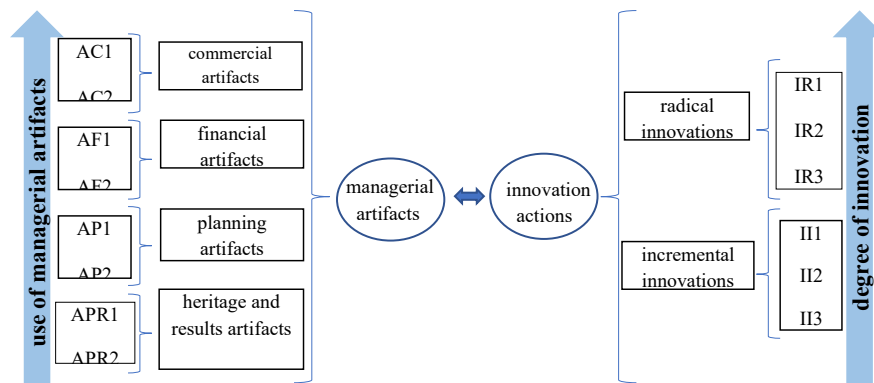 use of managerial artifacts
AC1
AC2
commercial
artifacts
AF1
AF2
financial
artifacts
AP1
AP2
planning
artifacts
APR1
APR2
heritage and
results artifacts
managerial
artifacts
innovation
actions
radical
innovations
IR1
IR2
IR3
incremental
innovations
II1
II2
II3
degree of innovation